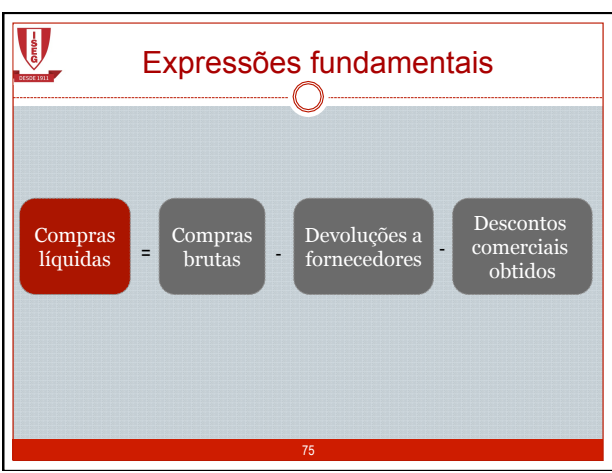 ISEG
DESDE 1911
Expressões fundamentais
Compras
líquidas
=
Compras
brutas
-
Devoluções a
fornecedores
-
Descontos
comerciais
obtidos
75